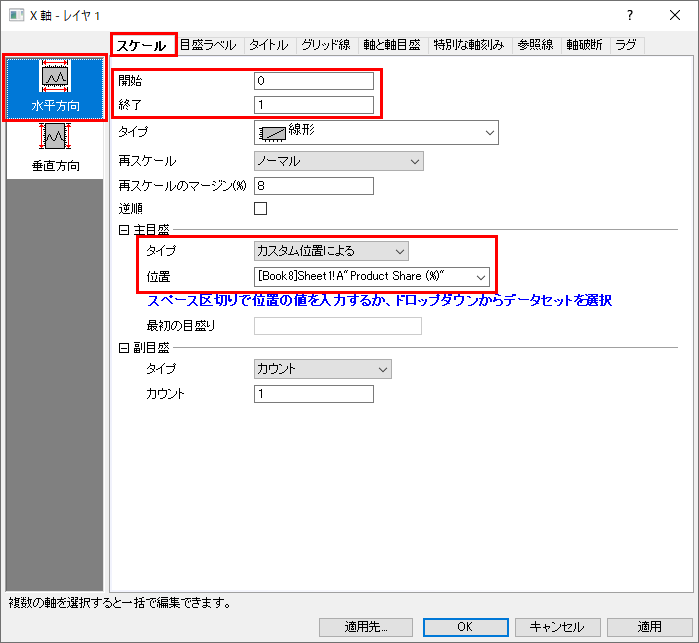 X 軸 - レイヤ 1
スケール 目盛ラベル タイトル グリッド線 軸と軸目盛 特別な軸刻み 参照線 軸破断 ラグ
水平方向
垂直方向
開始 0
終了 1
タイプ 線形
再スケール ノーマル
再スケールのマージン(%) 8
逆順
主目盛
タイプ カスタム位置による
位置 [Book8]Sheet1!A"Product Share (%)"
スペース区切りで位置の値を入力するか、ドロップダウンからデータセットを選択
最初の目盛り
副目盛
タイプ カウント
カウント 1
複数の軸を選択すると一括で編集できます。
適用先... OK キャンセル 適用